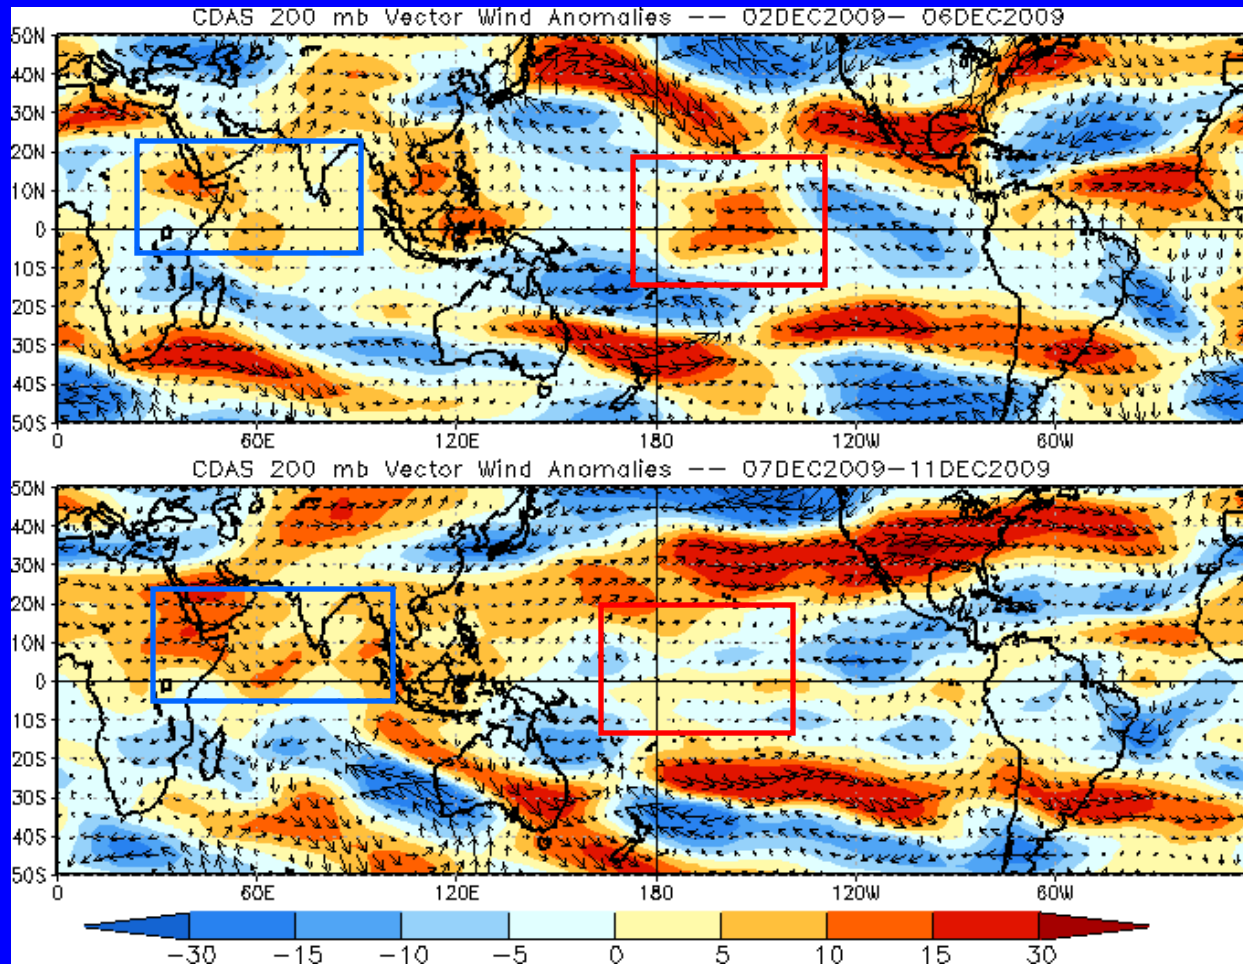 CDAS 200 mb Vector Wind Anomalies -- 02DEC2009- 06DEC2009
50N
40N
30N
20N
10N
0
10S
20S
30S
40S
50S
0 60E 120E 180 120W 60W
CDAS 200 mb Vector Wind Anomalies -- 07DEC2009-11DEC2009
50N
40N
30N
20N
10N
0
10S
20S
30S
40S
50S
0 60E 120E 180 120W 60W
-30 -15 -10 -5 0 5 10 15 30